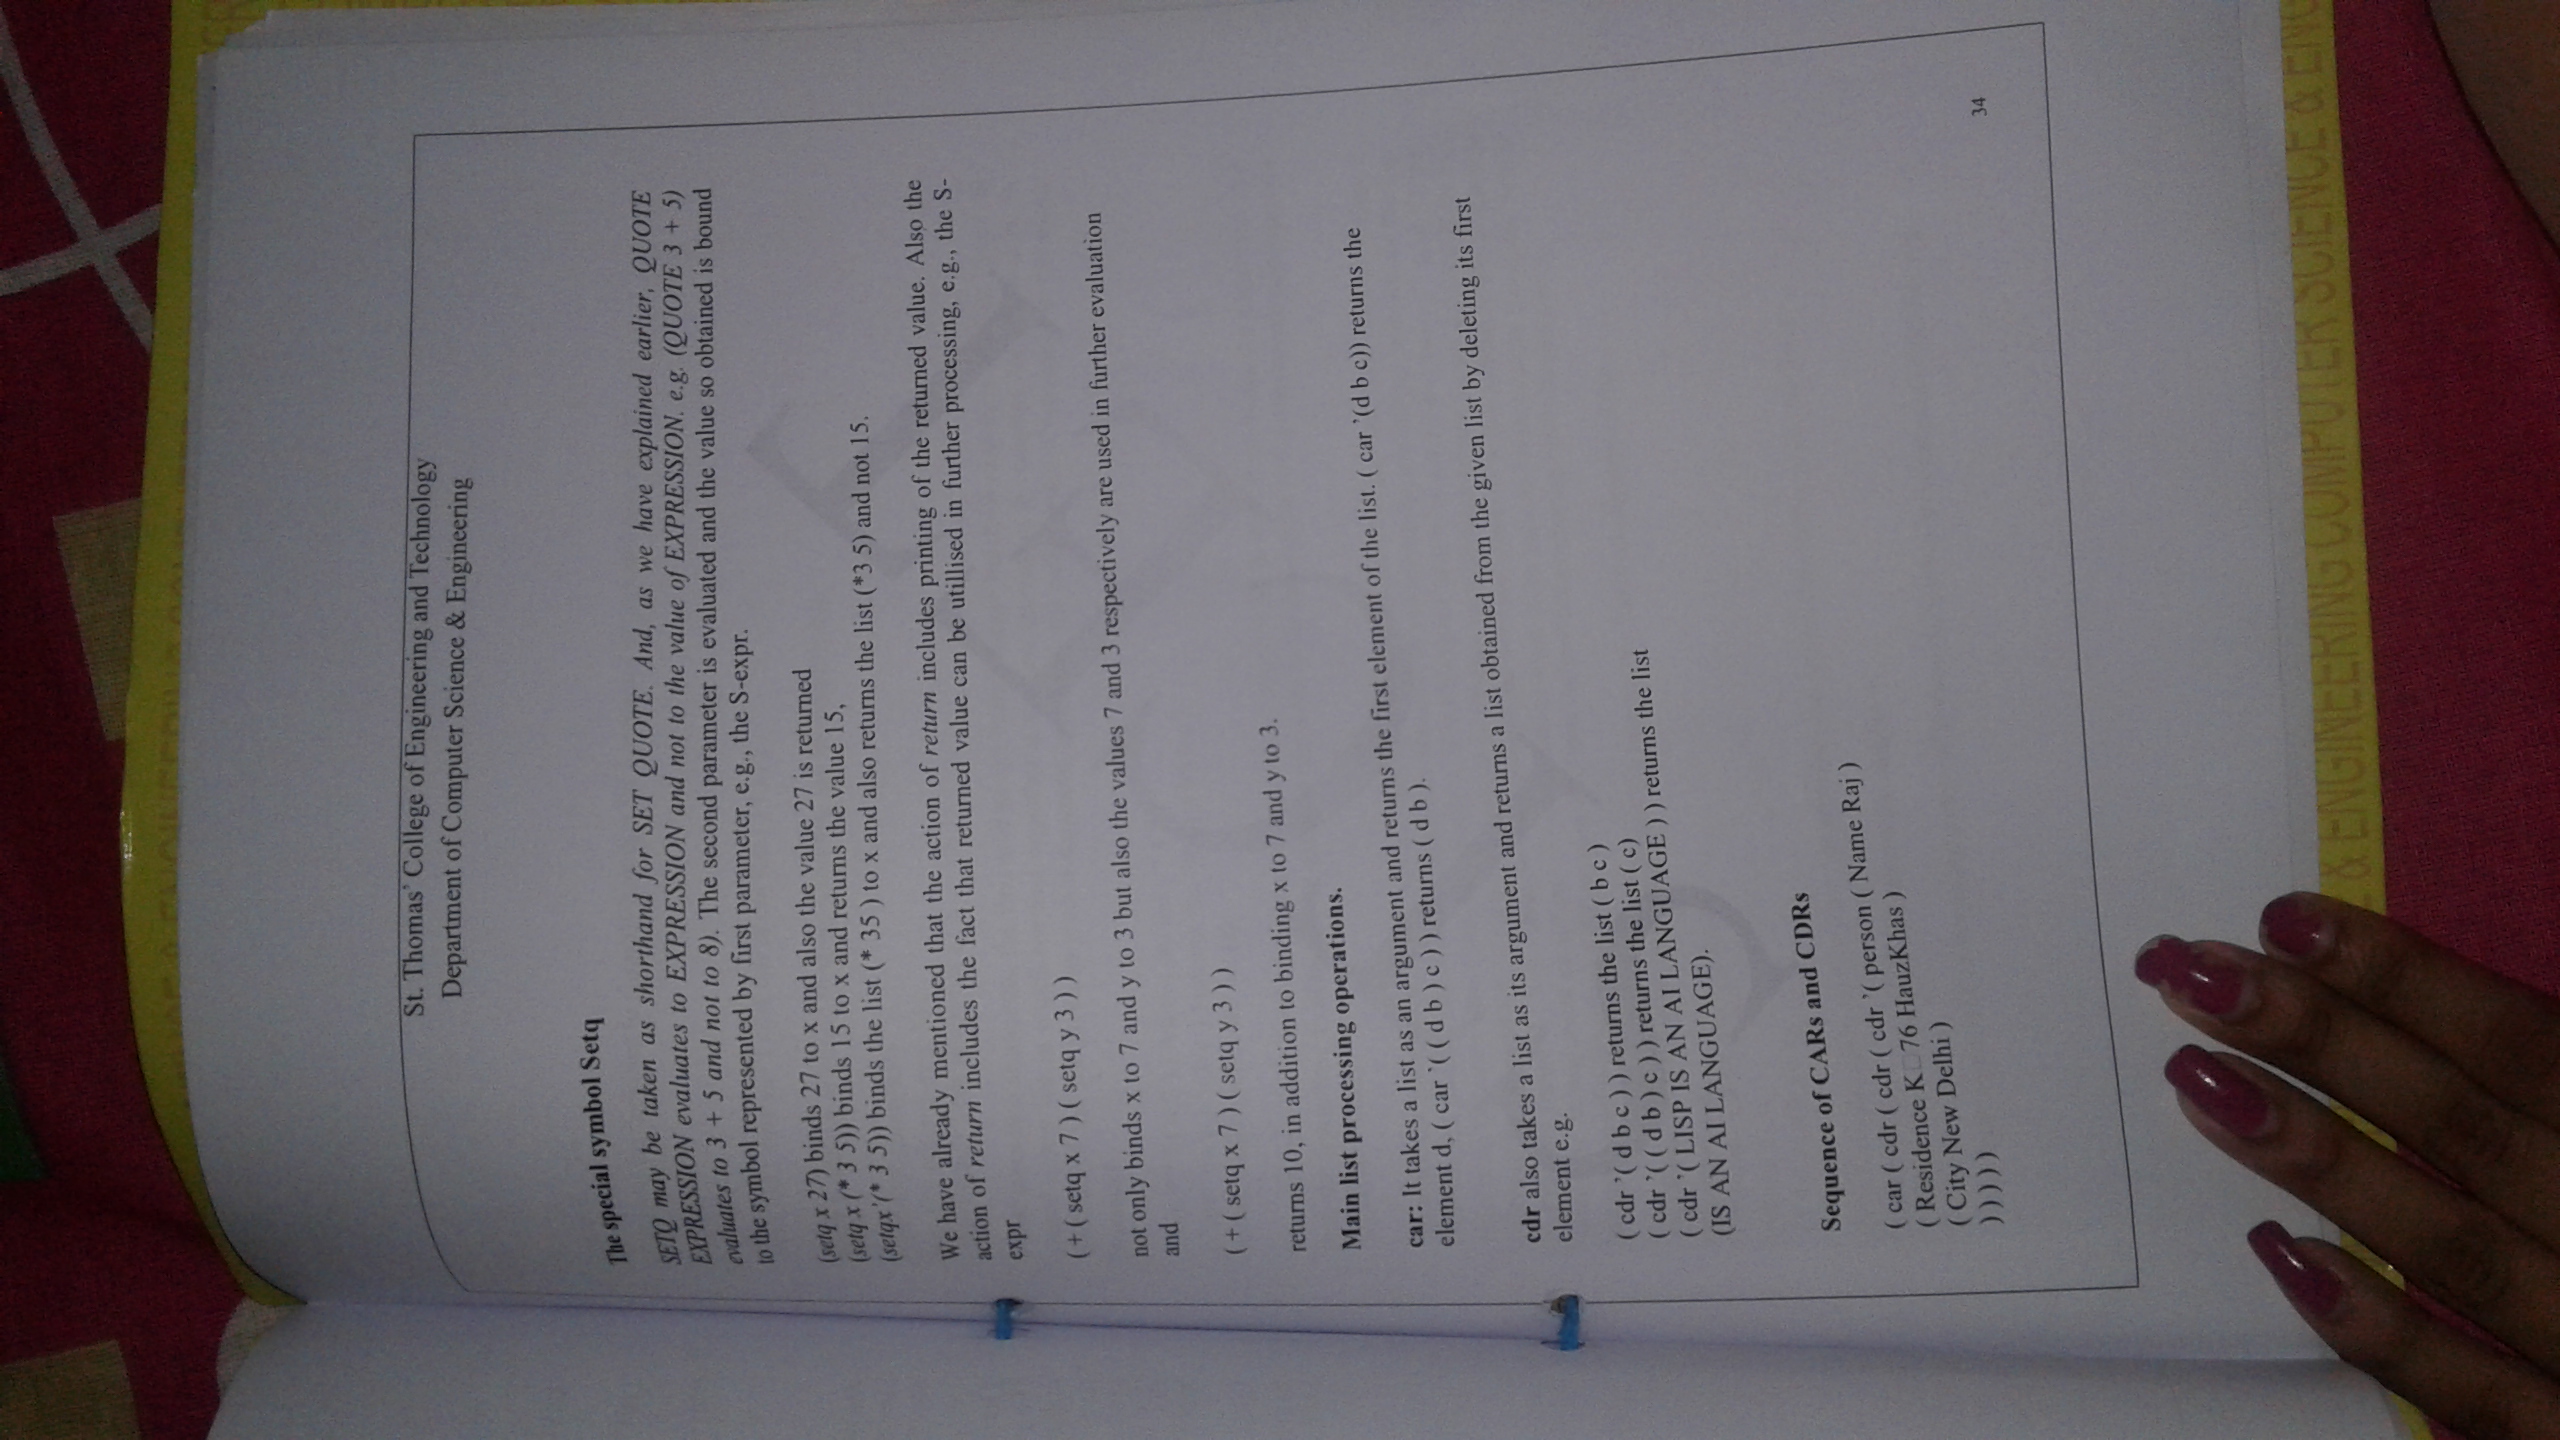 & ENGINEERING COMPUTER
St. Thomas' College of Engineering and Technology
Department of Computer Science & Engineering
The special symbol Setq
SETQ may be taken as shorthand for SET QUOTE. And, as we have explained earlier, QUOTE
EXPRESSION evaluates to EXPRESSION and not to the value of EXPRESSION. e.g. (QUOTE 3 + 5)
evaluates to 3 + 5 and not to 8). The second parameter is evaluated and the value so obtained is bound
to the symbol represented by first parameter, e.g., the S-expr.
(setq x 27) binds 27 to x and also the value 27 is returned
(setq x (* 3 5)) binds 15 to x and returns the value 15,
(setqx'(* 3 5)) binds the list (* 35 ) to x and also returns the list (*3 5) and not 15.
We have already mentioned that the action of return includes printing of the returned value. Also the
action of return includes the fact that returned value can be utillised in further processing, e.g., the S-
expr
( + ( setq x 7 ) ( setq y 3 ) )
not only binds x to 7 and y to 3 but also the values 7 and 3 respectively are used in further evaluation
and
( + ( setq x 7 ) ( setq y 3 ) )
returns 10, in addition to binding x to 7 and y to 3.
Main list processing operations.
car: It takes a list as an argument and returns the first element of the list. ( car '(d b c)) returns the
element d, ( car '( ( d b ) c ) ) returns ( d b ).
cdr also takes a list as its argument and returns a list obtained from the given list by deleting its first
element e.g.
( cdr '( d b c ) ) returns the list ( b c )
( cdr '( ( d b ) c ) ) returns the list ( c)
( cdr '( LISP IS AN AI LANGUAGE ) ) returns the list
(IS AN AI LANGUAGE).
Sequence of CARs and CDRs
( car ( cdr ( cdr ( cdr '( person ( Name Raj )
( Residence K□76 HauzKhas )
( City New Delhi )
) ) ) ) )
34
& ENGINEERING COMPUTER SCIENCE & ENG